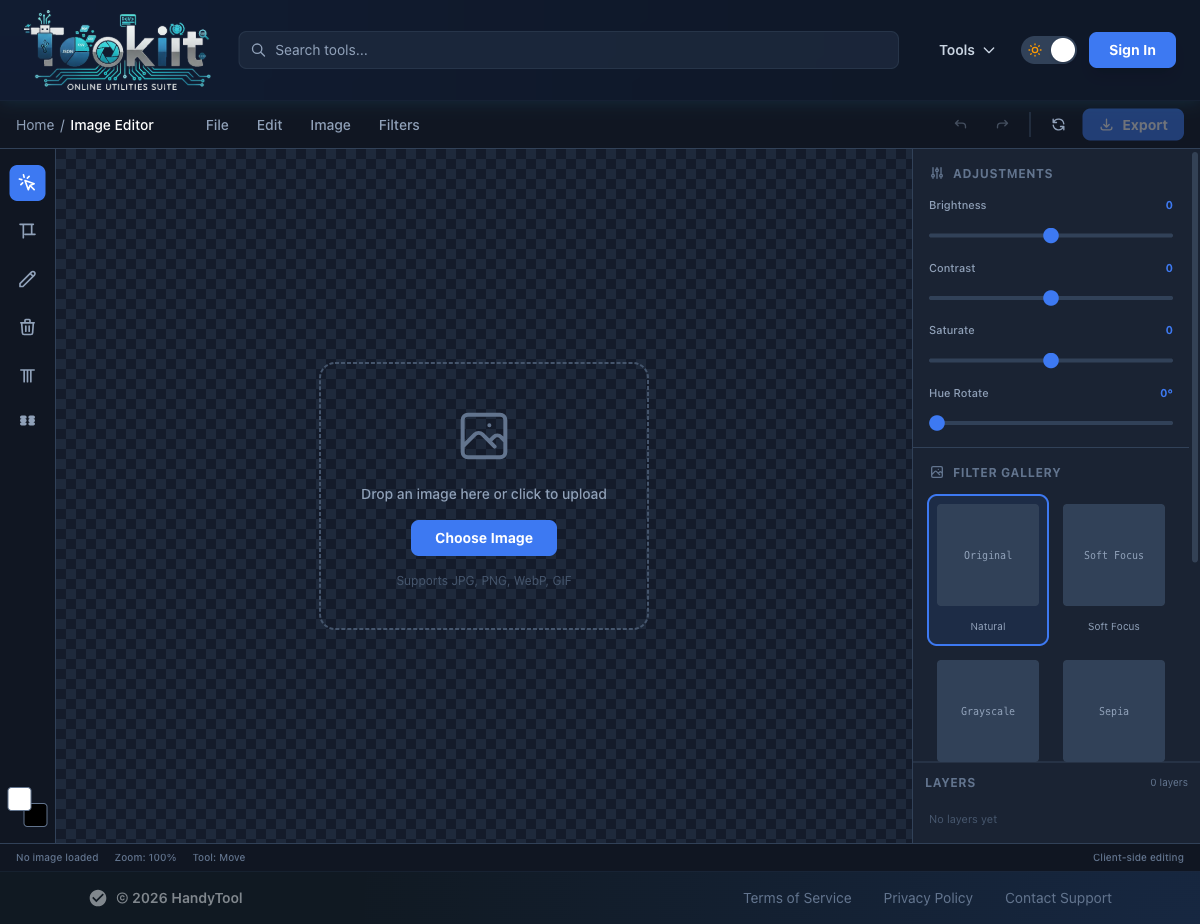 Tookiit
ONLINE UTILITIES SUITE
Search tools...
Tools
Sign In
Home / Image Editor
File
Edit
Image
Filters
Export
ADJUSTMENTS
Brightness 0
Contrast 0
Saturate 0
Hue Rotate 0°
FILTER GALLERY
Original
Soft Focus
Natural
Soft Focus
Grayscale
Sepia
Drop an image here or click to upload
Choose Image
Supports JPG, PNG, WebP, GIF
LAYERS
0 layers
No layers yet
No image loaded
Zoom: 100%
Tool: Move
Client-side editing
© 2026 HandyTool
Terms of Service
Privacy Policy
Contact Support